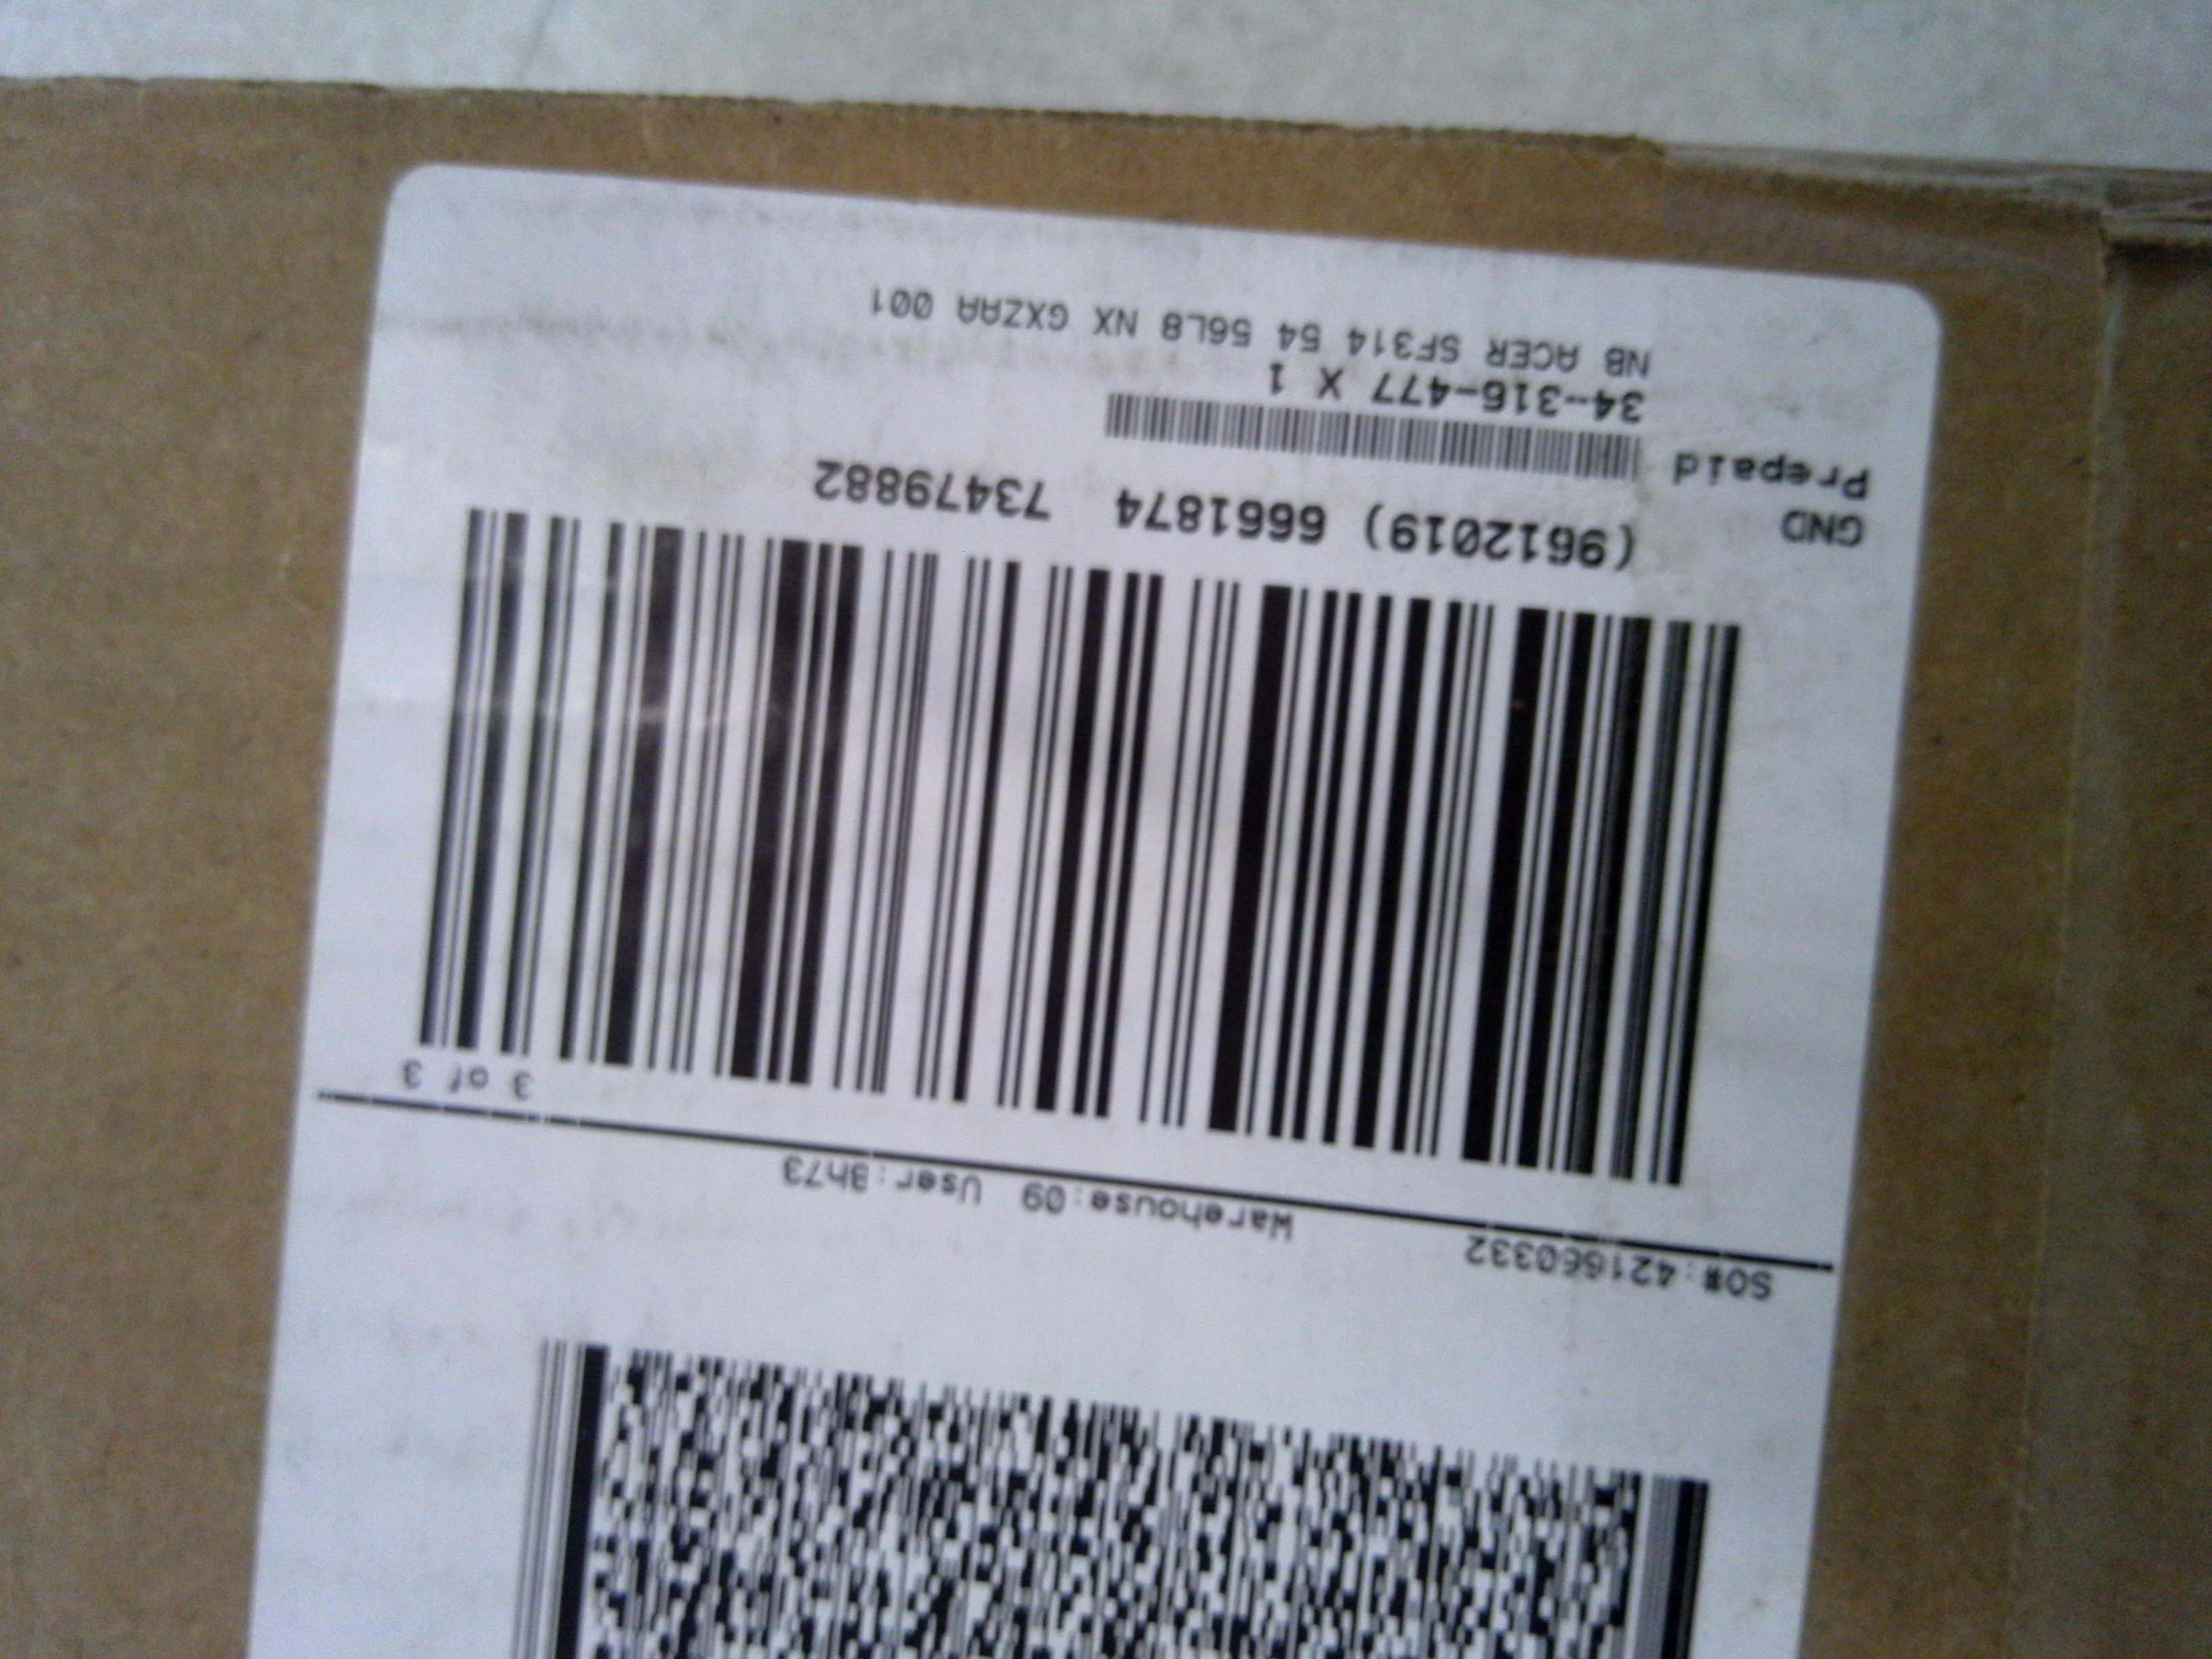 SO#:421660332 Warehouse:09 User:3h73
3 of 3
GND (9612019) 6661874 73479882
Prepaid
34-316-477 X 1
NB ACER SF314 54 56L8 NX GXZAA 001